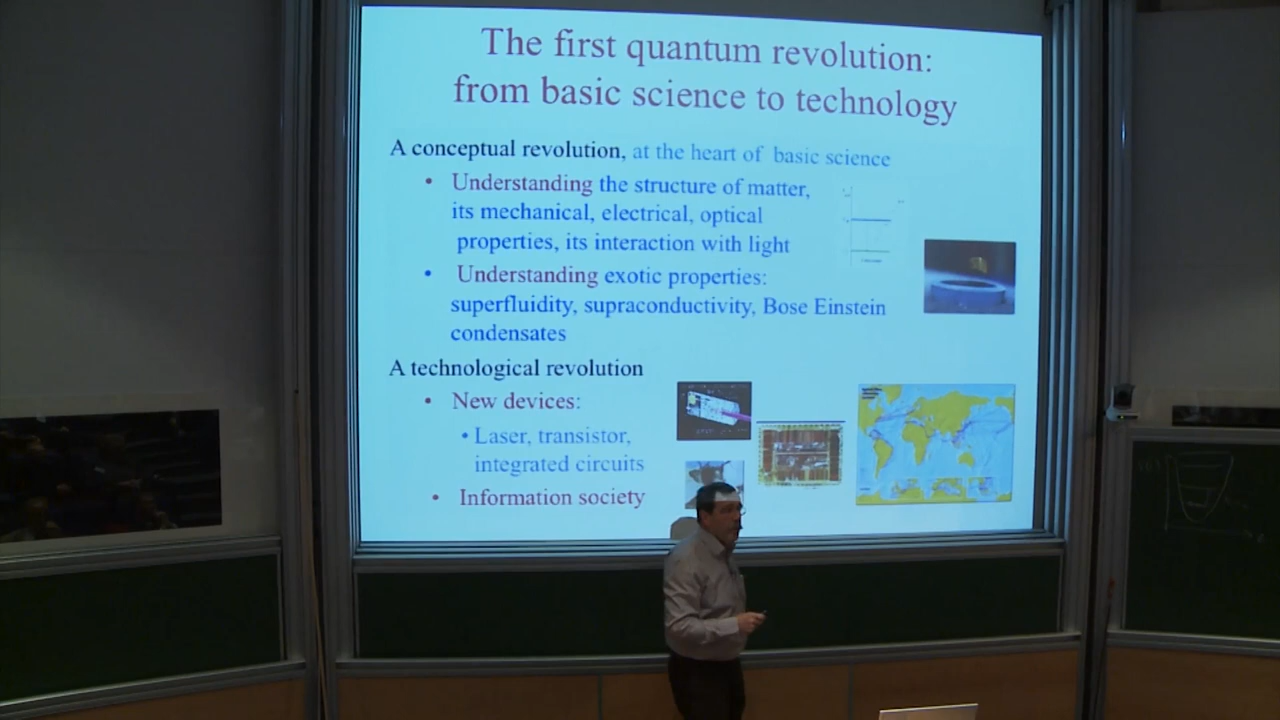 The first quantum revolution:
from basic science to technology
A conceptual revolution, at the heart of basic science
• Understanding the structure of matter,
its mechanical, electrical, optical
properties, its interaction with light
• Understanding exotic properties:
superfluidity, supraconductivity, Bose Einstein
condensates
A technological revolution
• New devices:
• Laser, transistor,
integrated circuits
• Information society